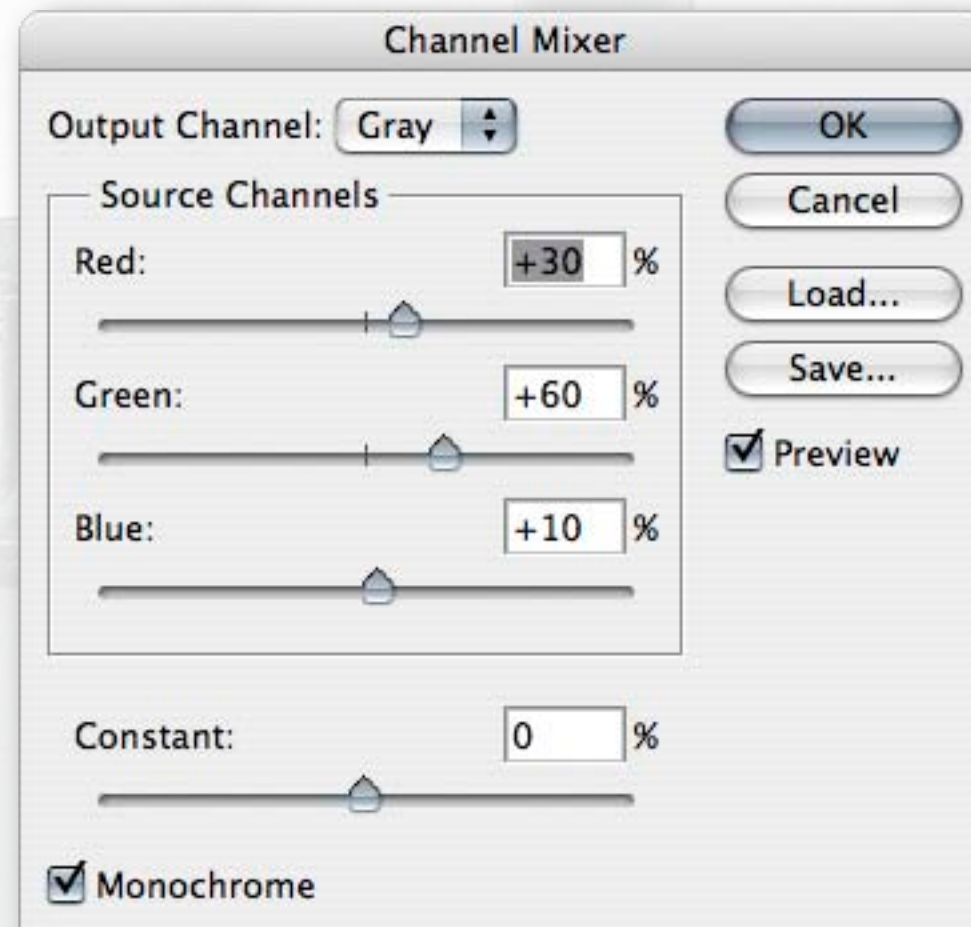 Channel Mixer
Output Channel: Gray
OK
Source Channels
Cancel
Red: +30 %
Load...
Save...
Green: +60 %
Preview
Blue: +10 %
Constant: 0 %
Monochrome